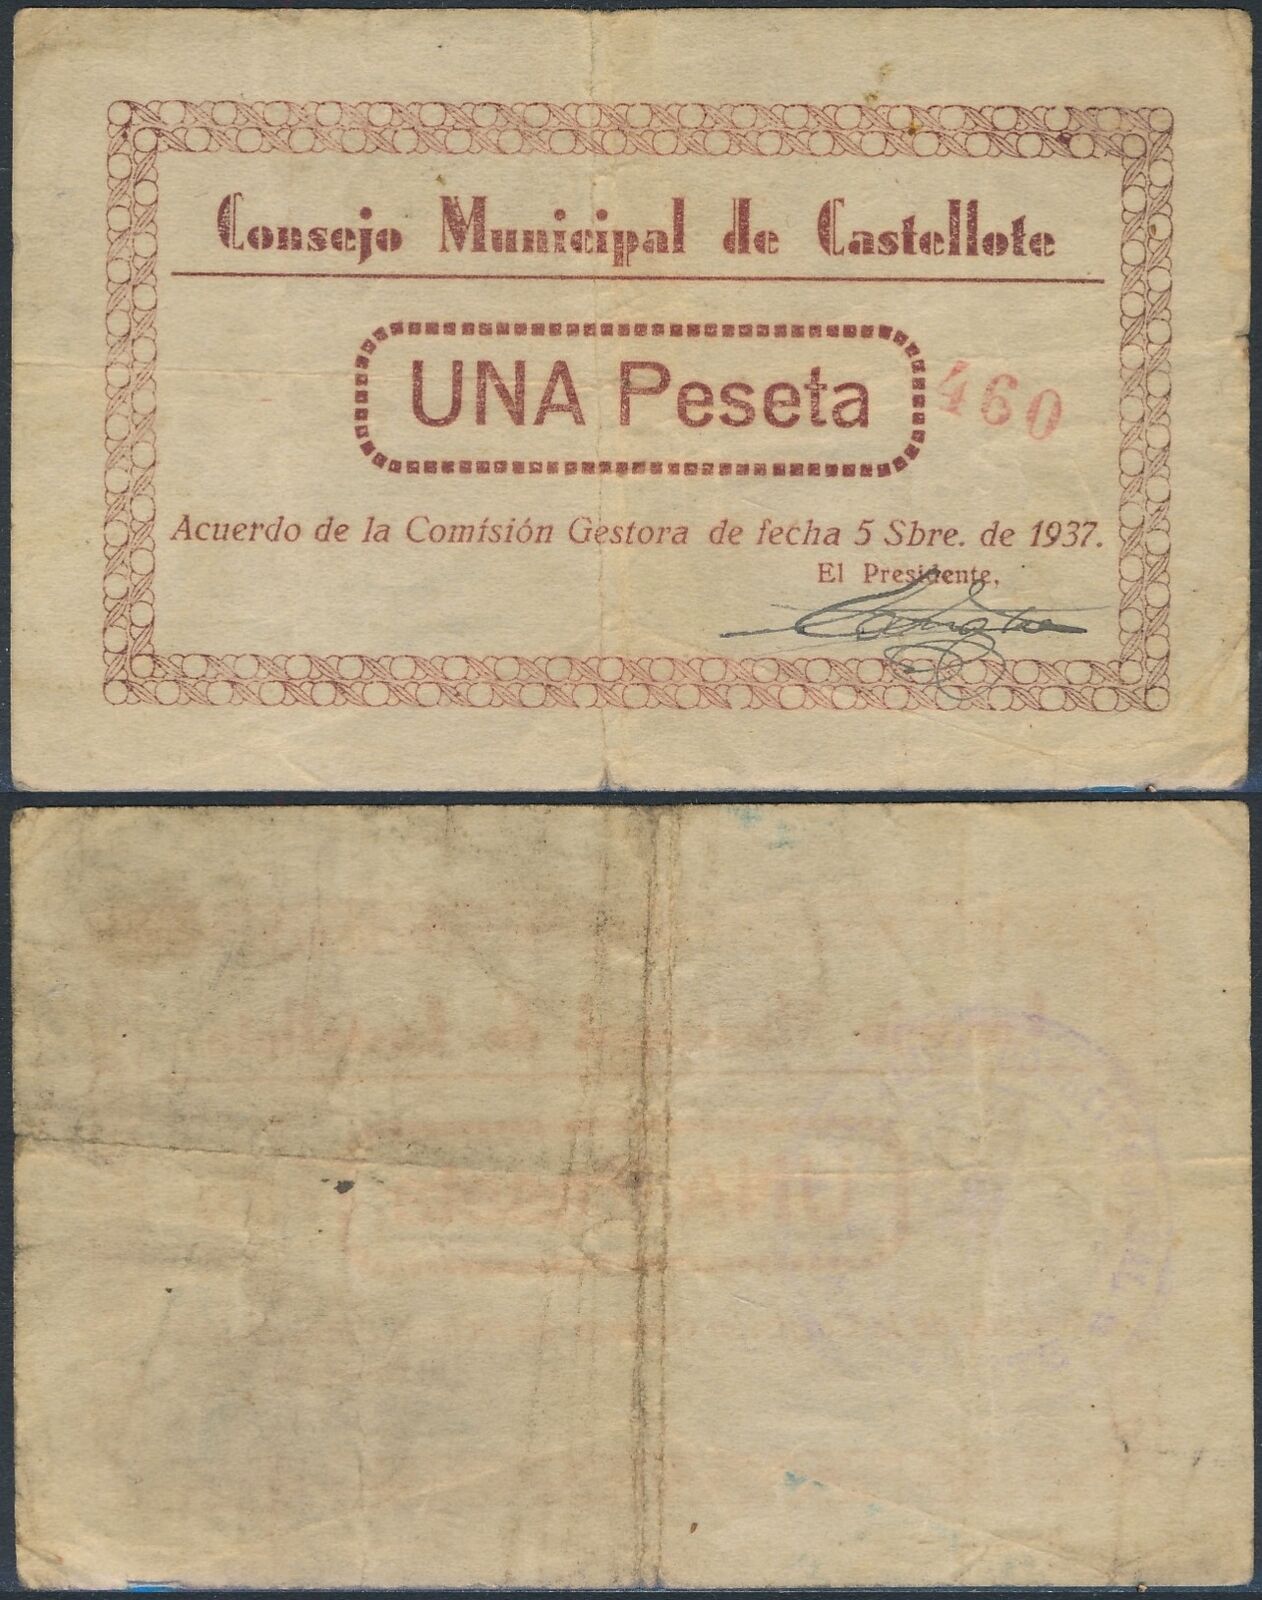 Consejo Municipal de Castellote
UNA Peseta
460
Acuerdo de la Comisión Gestora de fecha 5 Sbre. de 1937.
El Presidente,